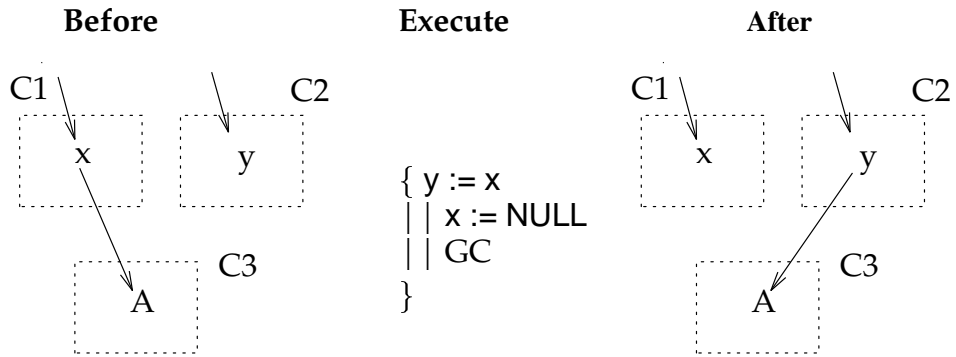 Before Execute After
C1 C2 C1 C2
x y { y := x x y
| | x := NULL
| | GC
C3 C3
A } A